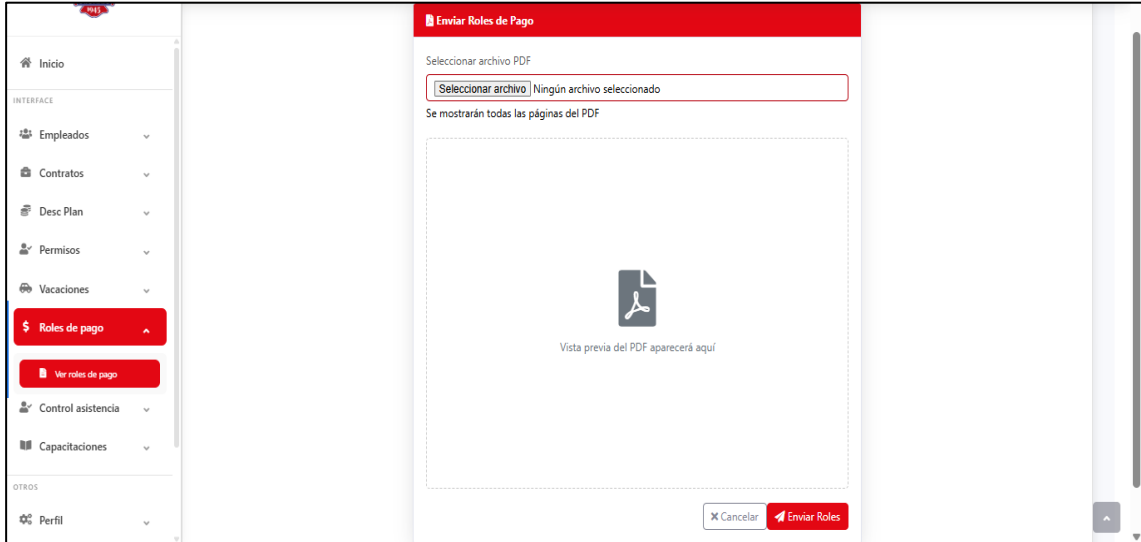 1945
Inicio
INTERFACE
Empleados
Contratos
Desc Plan
Permisos
Vacaciones
Roles de pago
Ver roles de pago
Control asistencia
Capacitaciones
OTROS
Perfil
Enviar Roles de Pago
Seleccionar archivo PDF
Seleccionar archivo Ningún archivo seleccionado
Se mostrarán todas las páginas del PDF
Vista previa del PDF aparecerá aquí
Cancelar Enviar Roles